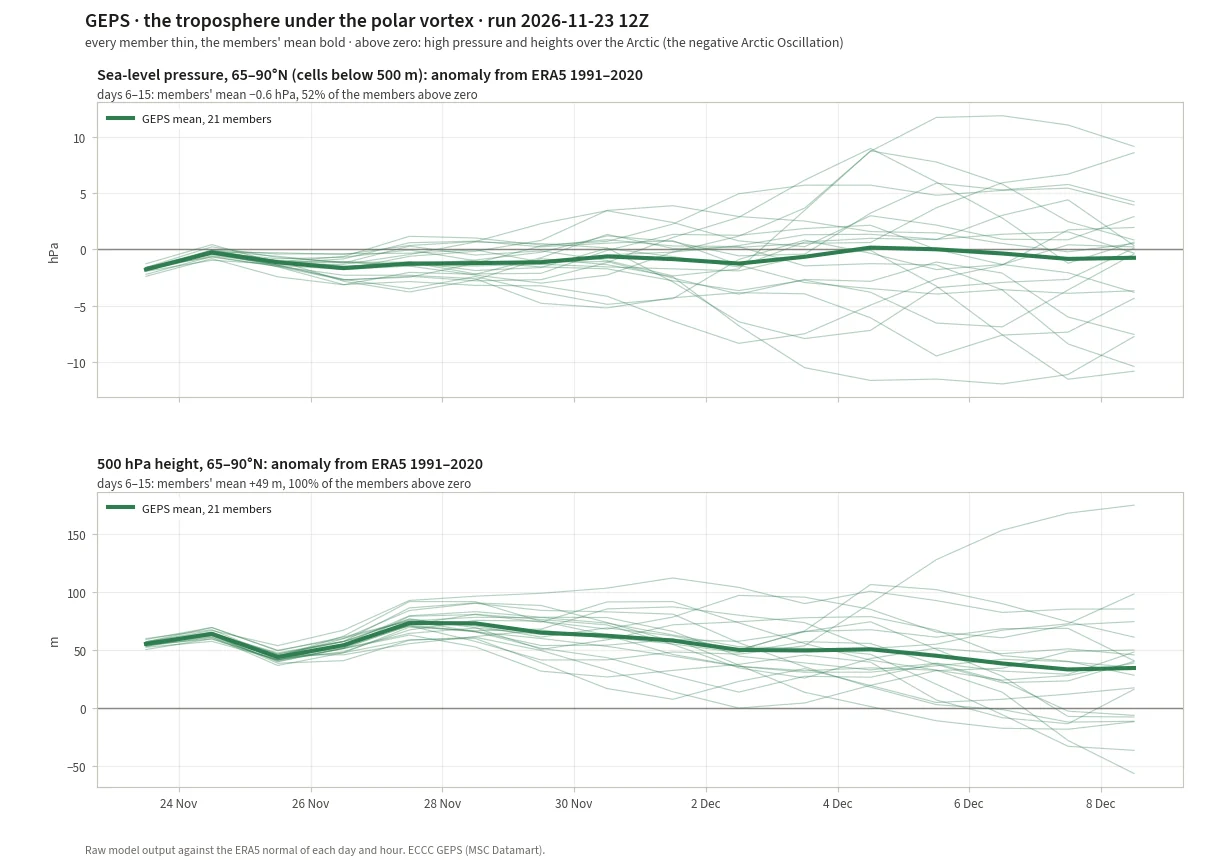 GEPS · the troposphere under the polar vortex · run 2026-11-23 12Z
every member thin, the members' mean bold · above zero: high pressure and heights over the Arctic (the negative Arctic Oscillation)
Sea-level pressure, 65–90°N (cells below 500 m): anomaly from ERA5 1991–2020
days 6–15: members' mean −0.6 hPa, 52% of the members above zero
GEPS mean, 21 members
10
5
0
−5
−10
hPa
500 hPa height, 65–90°N: anomaly from ERA5 1991–2020
days 6–15: members' mean +49 m, 100% of the members above zero
GEPS mean, 21 members
150
100
50
0
−50
m
24 Nov
26 Nov
28 Nov
30 Nov
2 Dec
4 Dec
6 Dec
8 Dec
Raw model output against the ERA5 normal of each day and hour. ECCC GEPS (MSC Datamart).